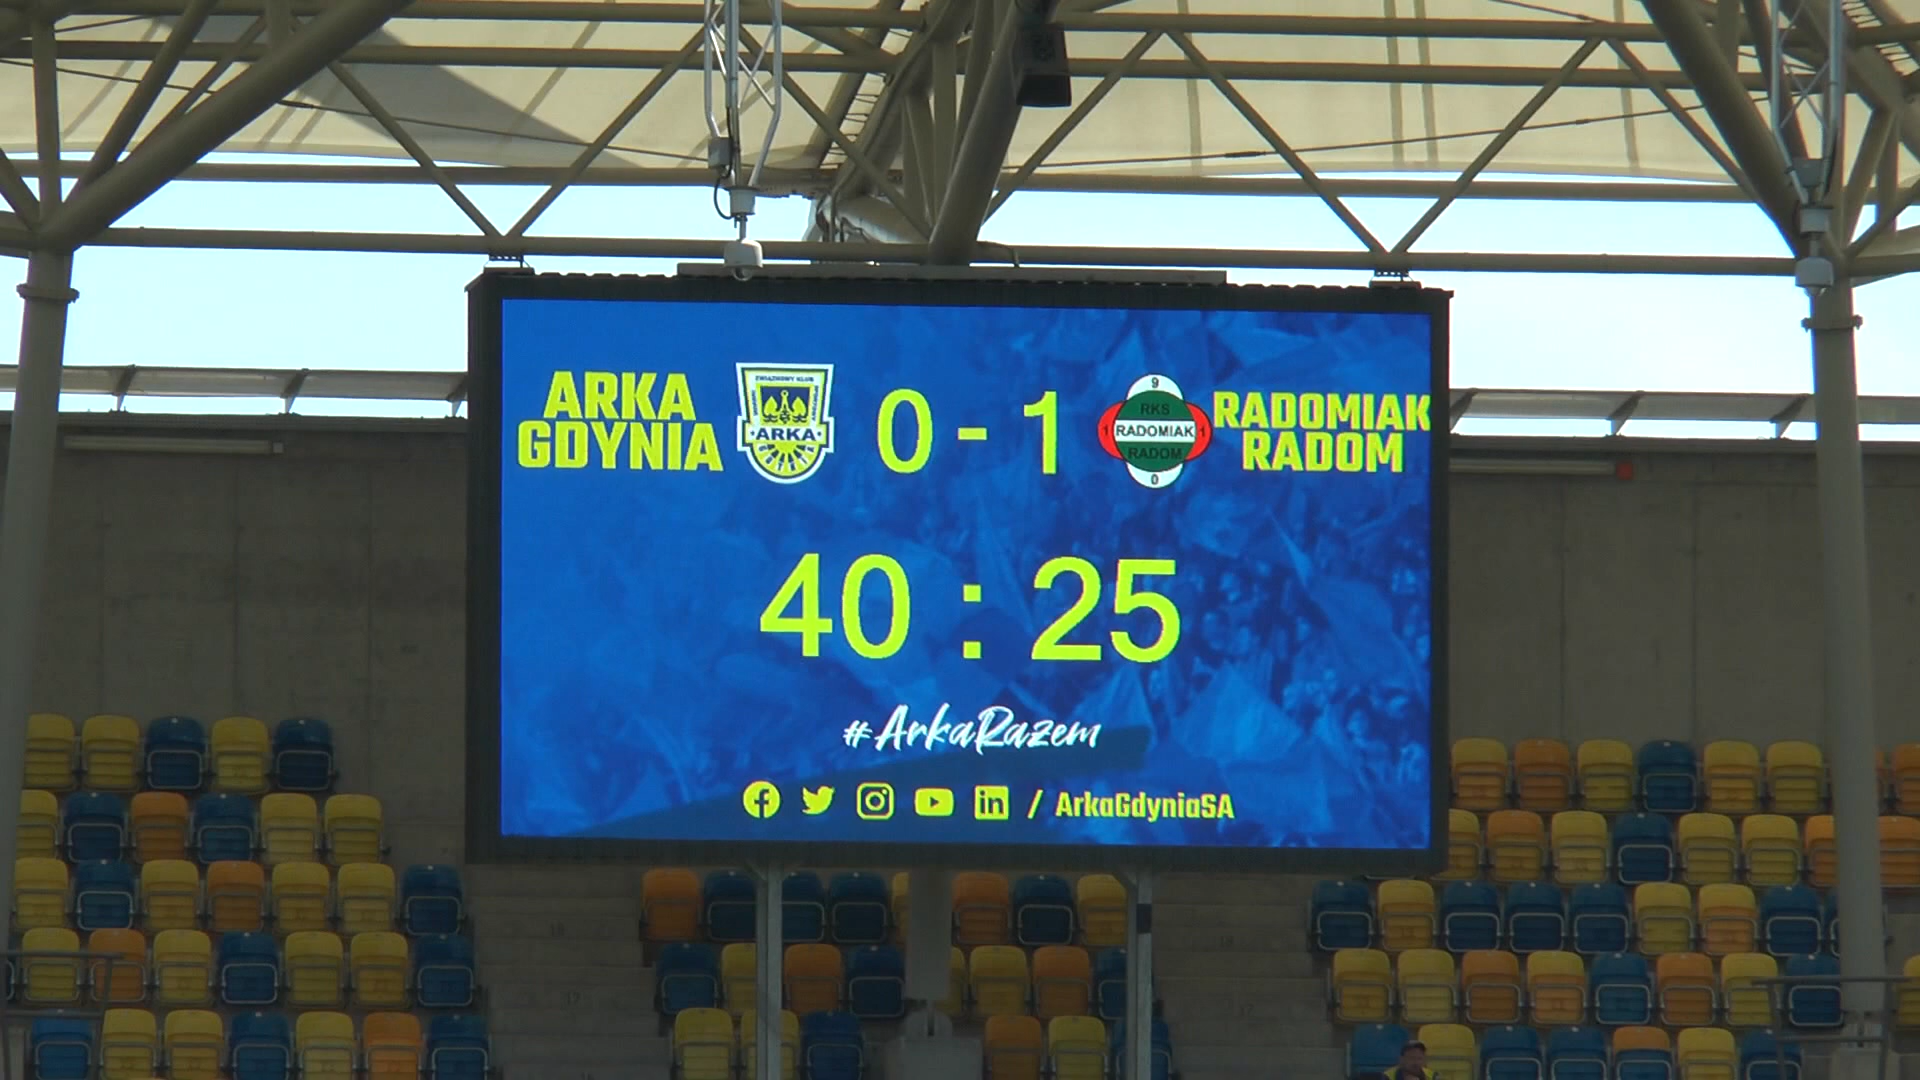 ARKA
GDYNIA
ZWIĄZKOWY KLUB
ARKA
GDYNIA
0 - 1
9
RKS
1 RADOMIAK 1
RADOM
0
RADOMIAK
RADOM
40 : 25
#ArkaRazem
/ ArkaGdyniaSA